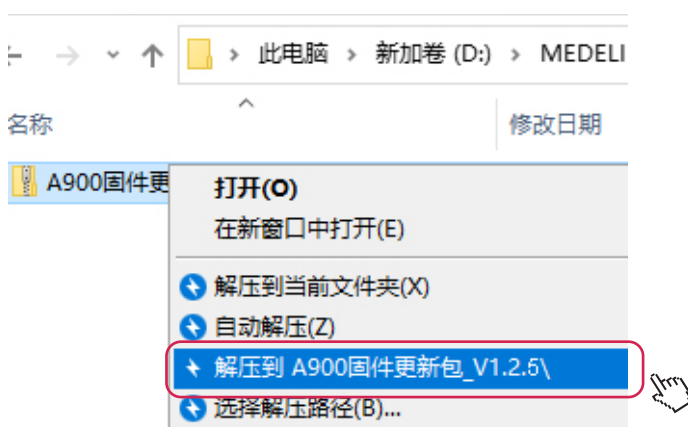 此电脑 > 新加卷 (D:) > MEDELI
名称 修改日期
A900固件更
打开(O)
在新窗口中打开(E)
解压到当前文件夹(X)
自动解压(Z)
解压到 A900固件更新包_V1.2.5\
选择解压路径(B)...